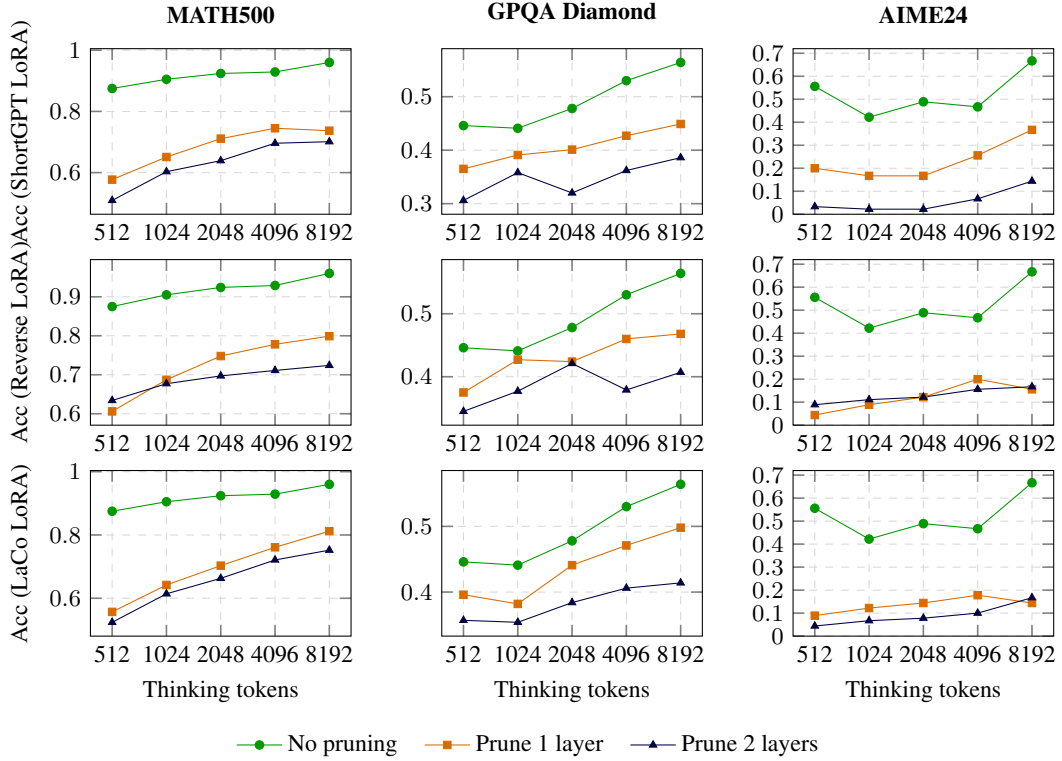 MATH500 GPQA Diamond AIME24
Acc (ShortGPT LoRA)
1
0.8
0.6
512 1024 2048 4096 8192
0.5
0.4
0.3
512 1024 2048 4096 8192
0.7
0.6
0.5
0.4
0.3
0.2
0.1
0
512 1024 2048 4096 8192
Acc (Reverse LoRA)
0.9
0.8
0.7
0.6
512 1024 2048 4096 8192
0.5
0.4
512 1024 2048 4096 8192
0.7
0.6
0.5
0.4
0.3
0.2
0.1
0
512 1024 2048 4096 8192
Acc (LaCo LoRA)
1
0.8
0.6
512 1024 2048 4096 8192
Thinking tokens
0.5
0.4
512 1024 2048 4096 8192
Thinking tokens
0.7
0.6
0.5
0.4
0.3
0.2
0.1
0
512 1024 2048 4096 8192
Thinking tokens
No pruning Prune 1 layer Prune 2 layers